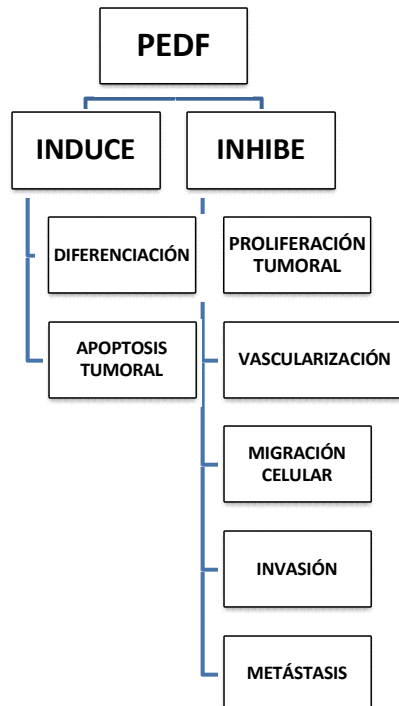 PEDF
INDUCE
INHIBE
DIFERENCIACIÓN
APOPTOSIS
TUMORAL
PROLIFERACIÓN
TUMORAL
VASCULARIZACIÓN
MIGRACIÓN
CELULAR
INVASIÓN
METÁSTASIS